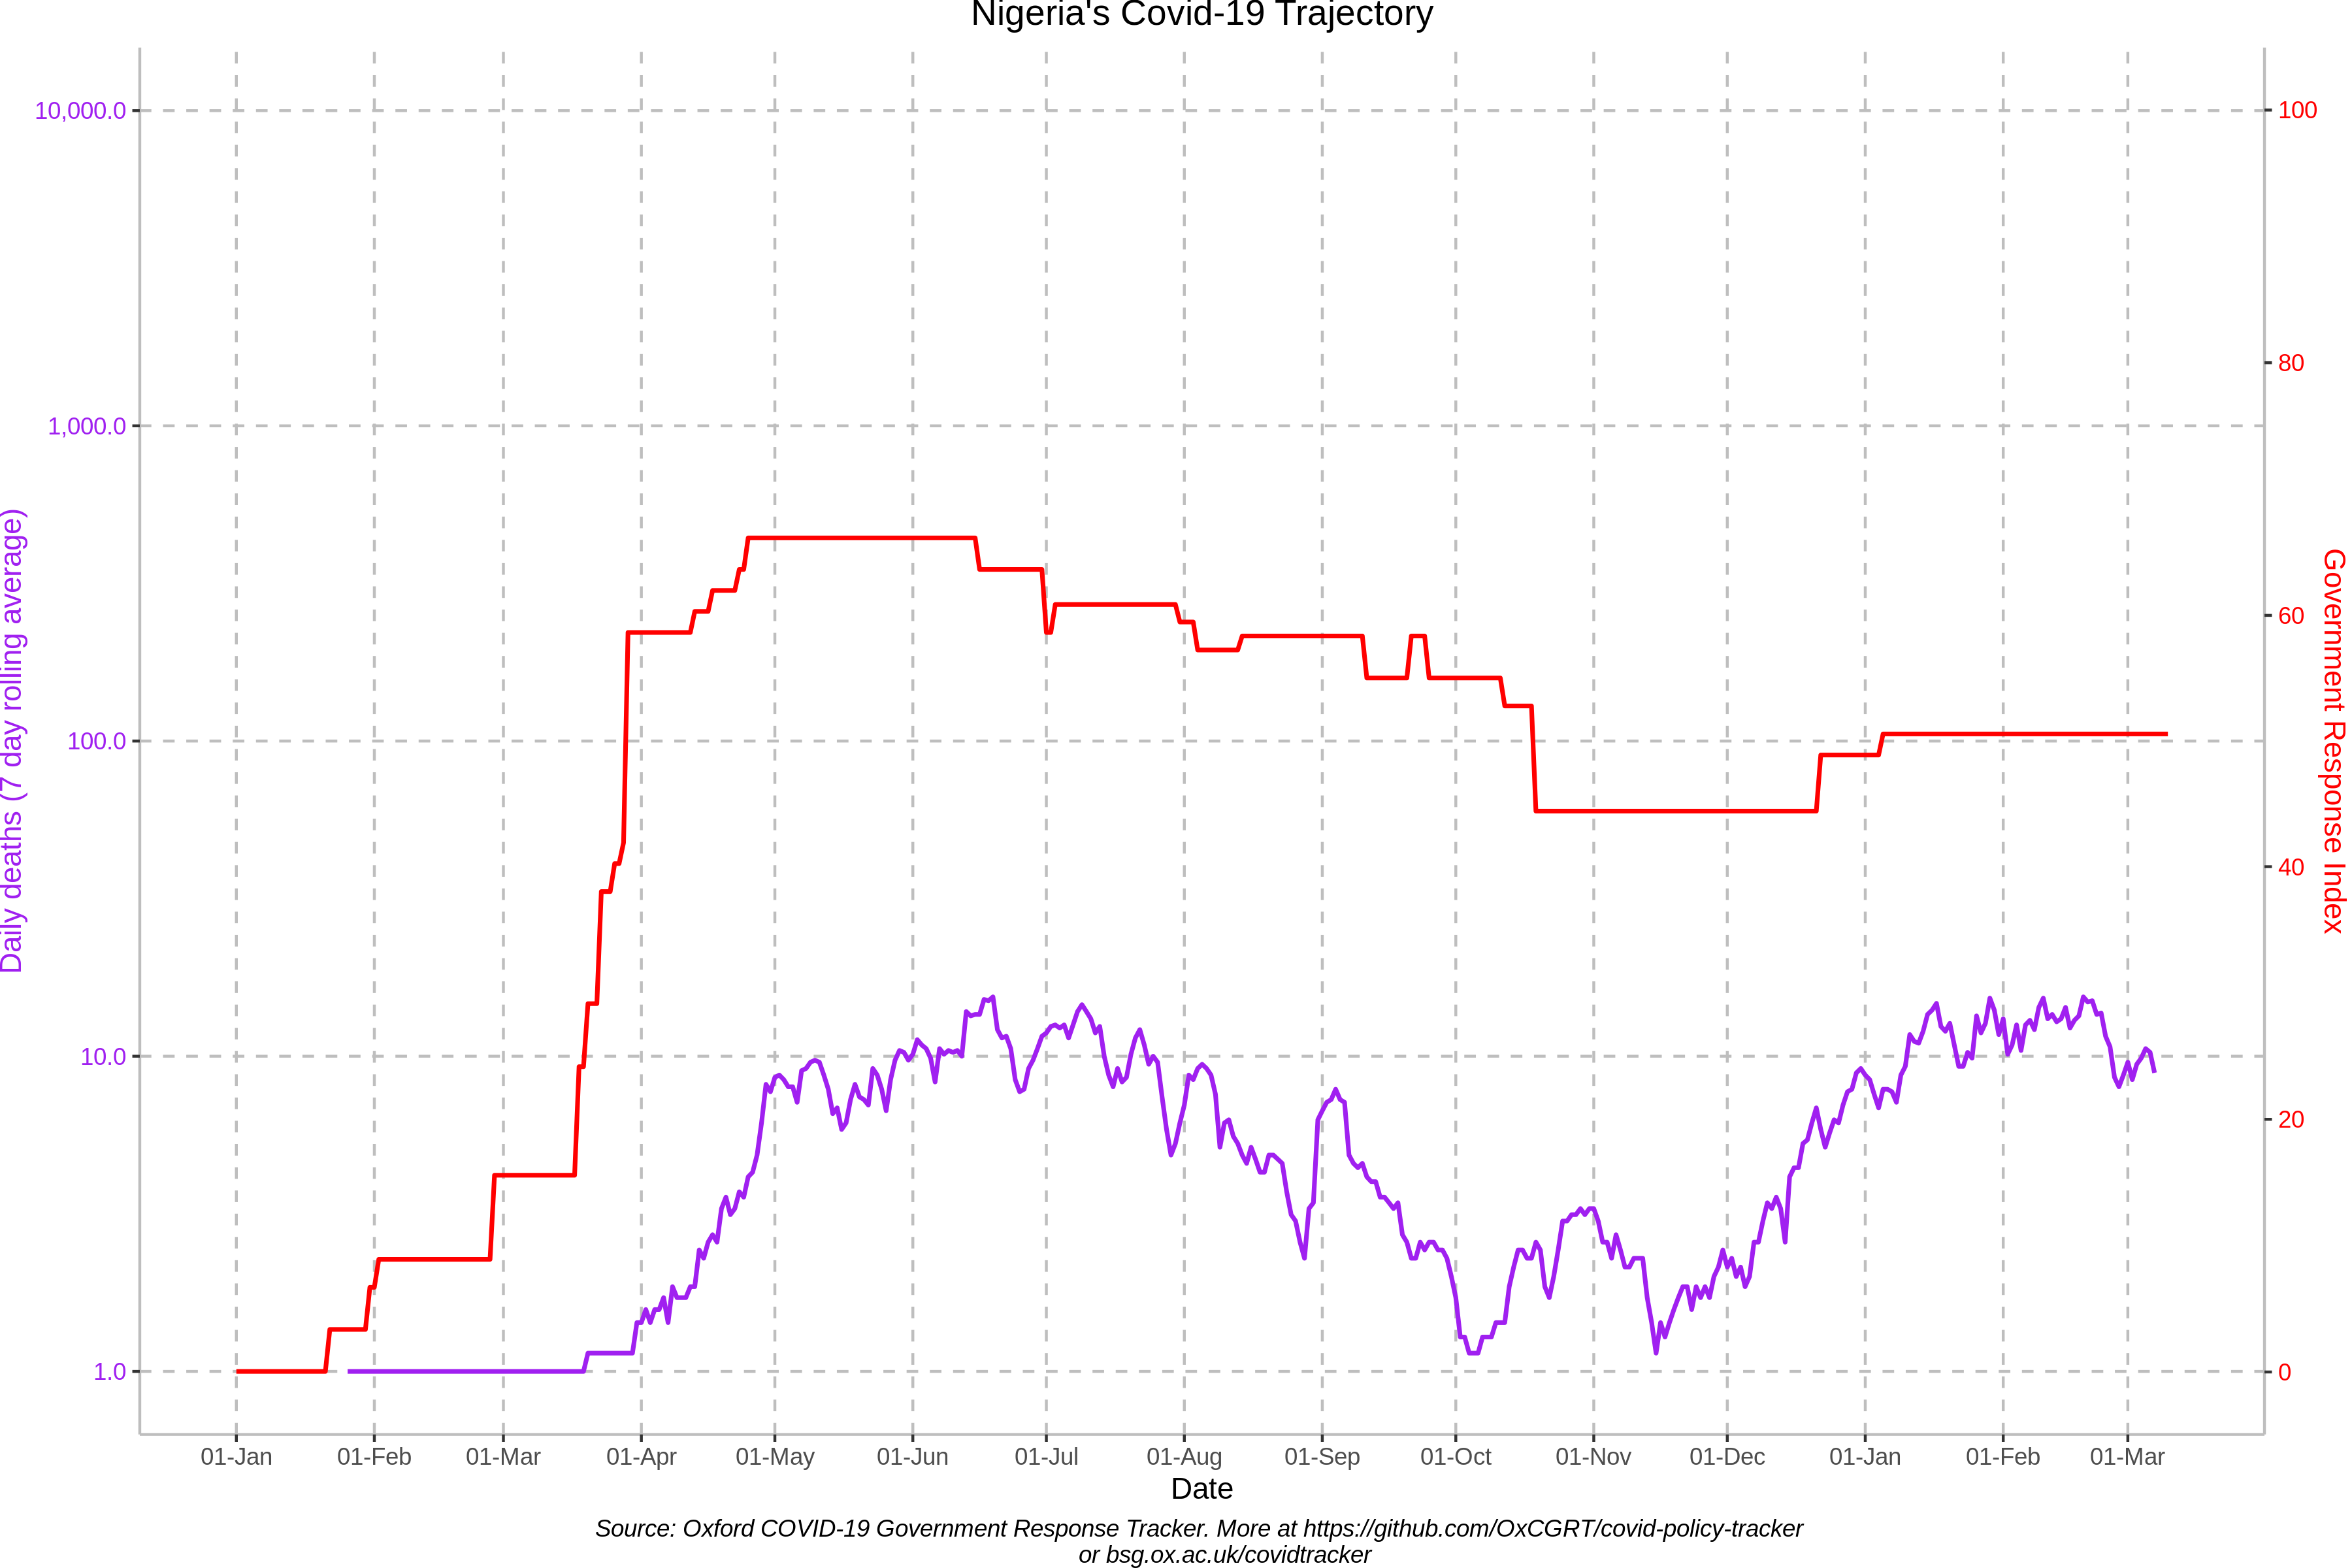 Nigeria's Covid-19 Trajectory
10,000.0
1,000.0
100.0
10.0
1.0
Daily deaths (7 day rolling average)
100
80
60
40
20
0
Government Response Index
01-Jan 01-Feb 01-Mar 01-Apr 01-May 01-Jun 01-Jul 01-Aug 01-Sep 01-Oct 01-Nov 01-Dec 01-Jan 01-Feb 01-Mar
Date
Source: Oxford COVID-19 Government Response Tracker. More at https://github.com/OxCGRT/covid-policy-tracker
or bsg.ox.ac.uk/covidtracker